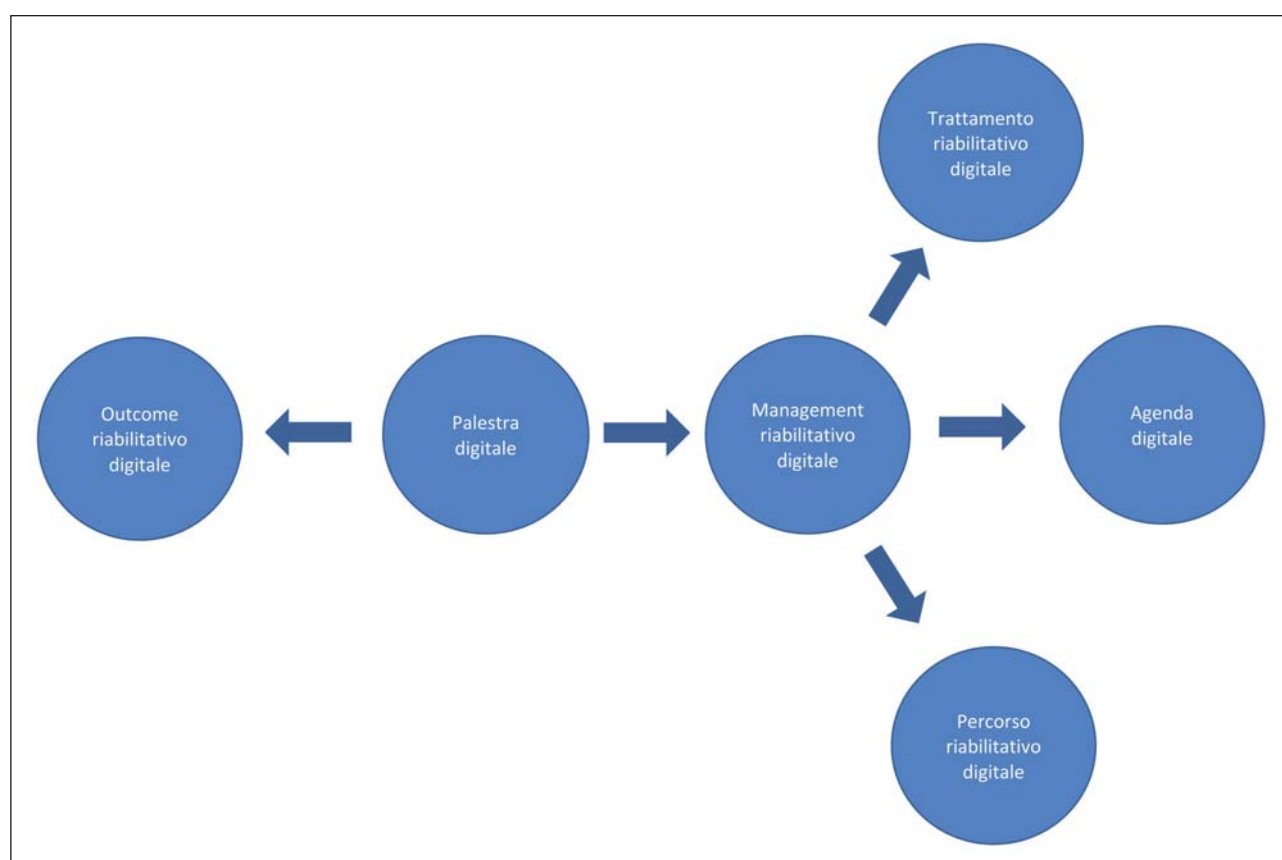 Trattamento
riabilitativo
digitale
Outcome
riabilitativo
digitale
Palestra
digitale
Management
riabilitativo
digitale
Agenda
digitale
Percorso
riabilitativo
digitale